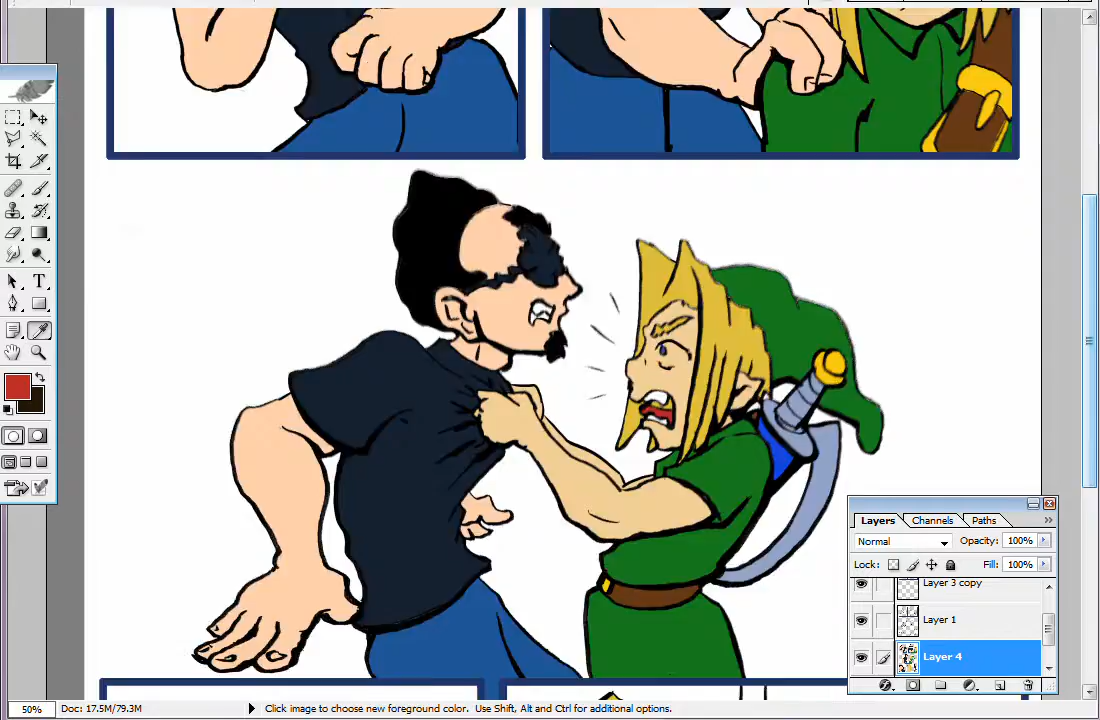 T
Layers
Channels
Paths
»
Normal
Opacity: 100%
Lock:
Fill: 100%
Layer 3 copy
Layer 1
Layer 4
50%
Doc: 17.5M/79.3M
Click image to choose new foreground color. Use Shift, Alt and Ctrl for additional options.